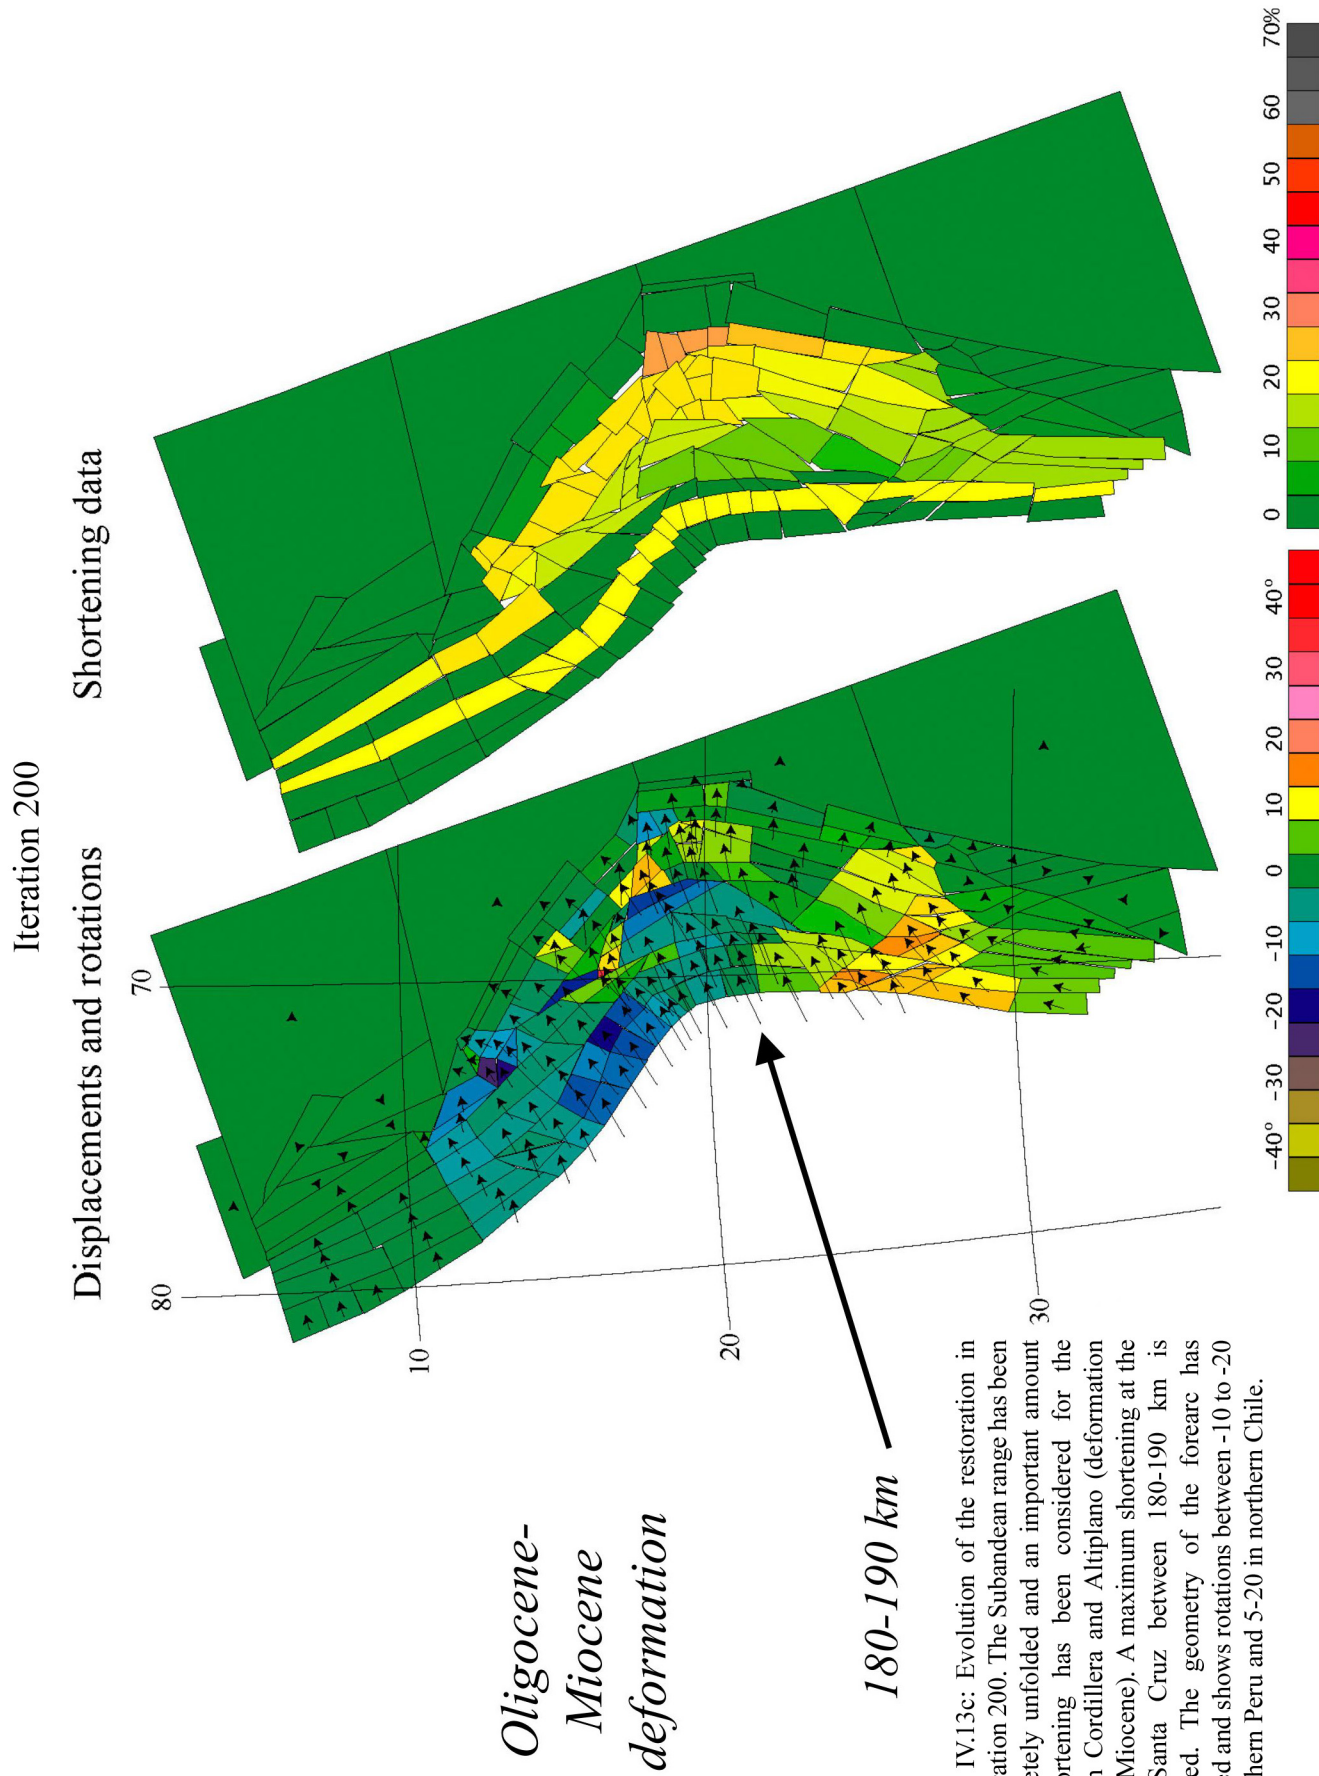 Iteration 200
Displacements and rotations
Shortening data
80
70
10
20
30
Oligocene-
Miocene
deformation
180-190 km
IV.13c: Evolution of the restoration in
ation 200. The Subandean range has been
etely unfolded and an important amount
ortening has been considered for the
n Cordillera and Altiplano (deformation
Miocene). A maximum shortening at the
Santa Cruz between 180-190 km is
ed. The geometry of the forearc has
ed and shows rotations between -10 to -20
hern Peru and 5-20 in northern Chile.
-40° -30 -20 -10 0 10 20 30 40°
0 10 20 30 40 50 60 70%